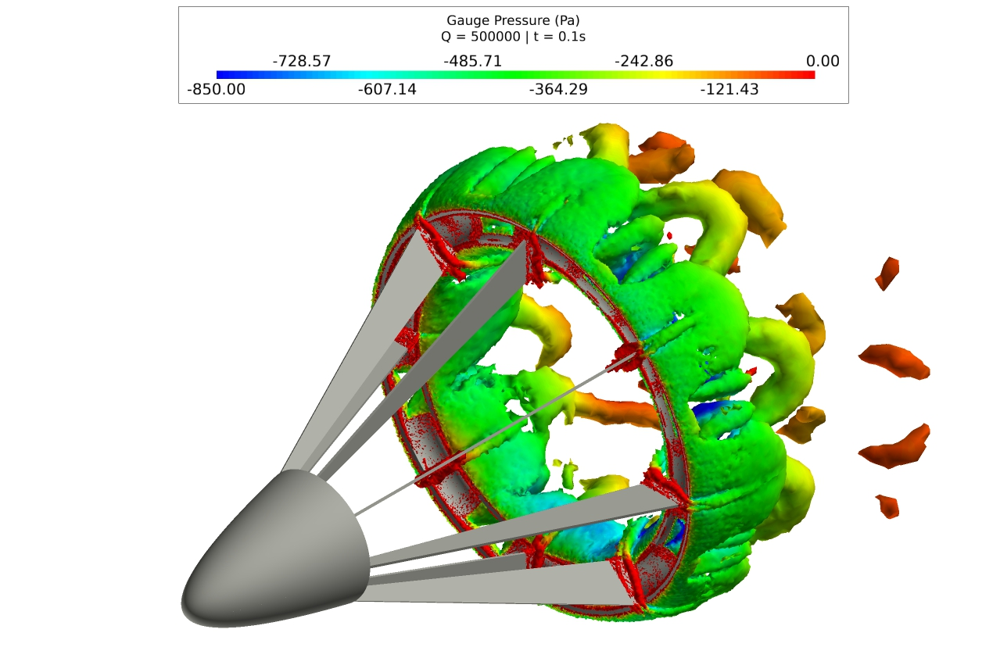 Gauge Pressure (Pa)
Q = 500000 | t = 0.1s
-728.57 -485.71 -242.86 0.00
-850.00 -607.14 -364.29 -121.43